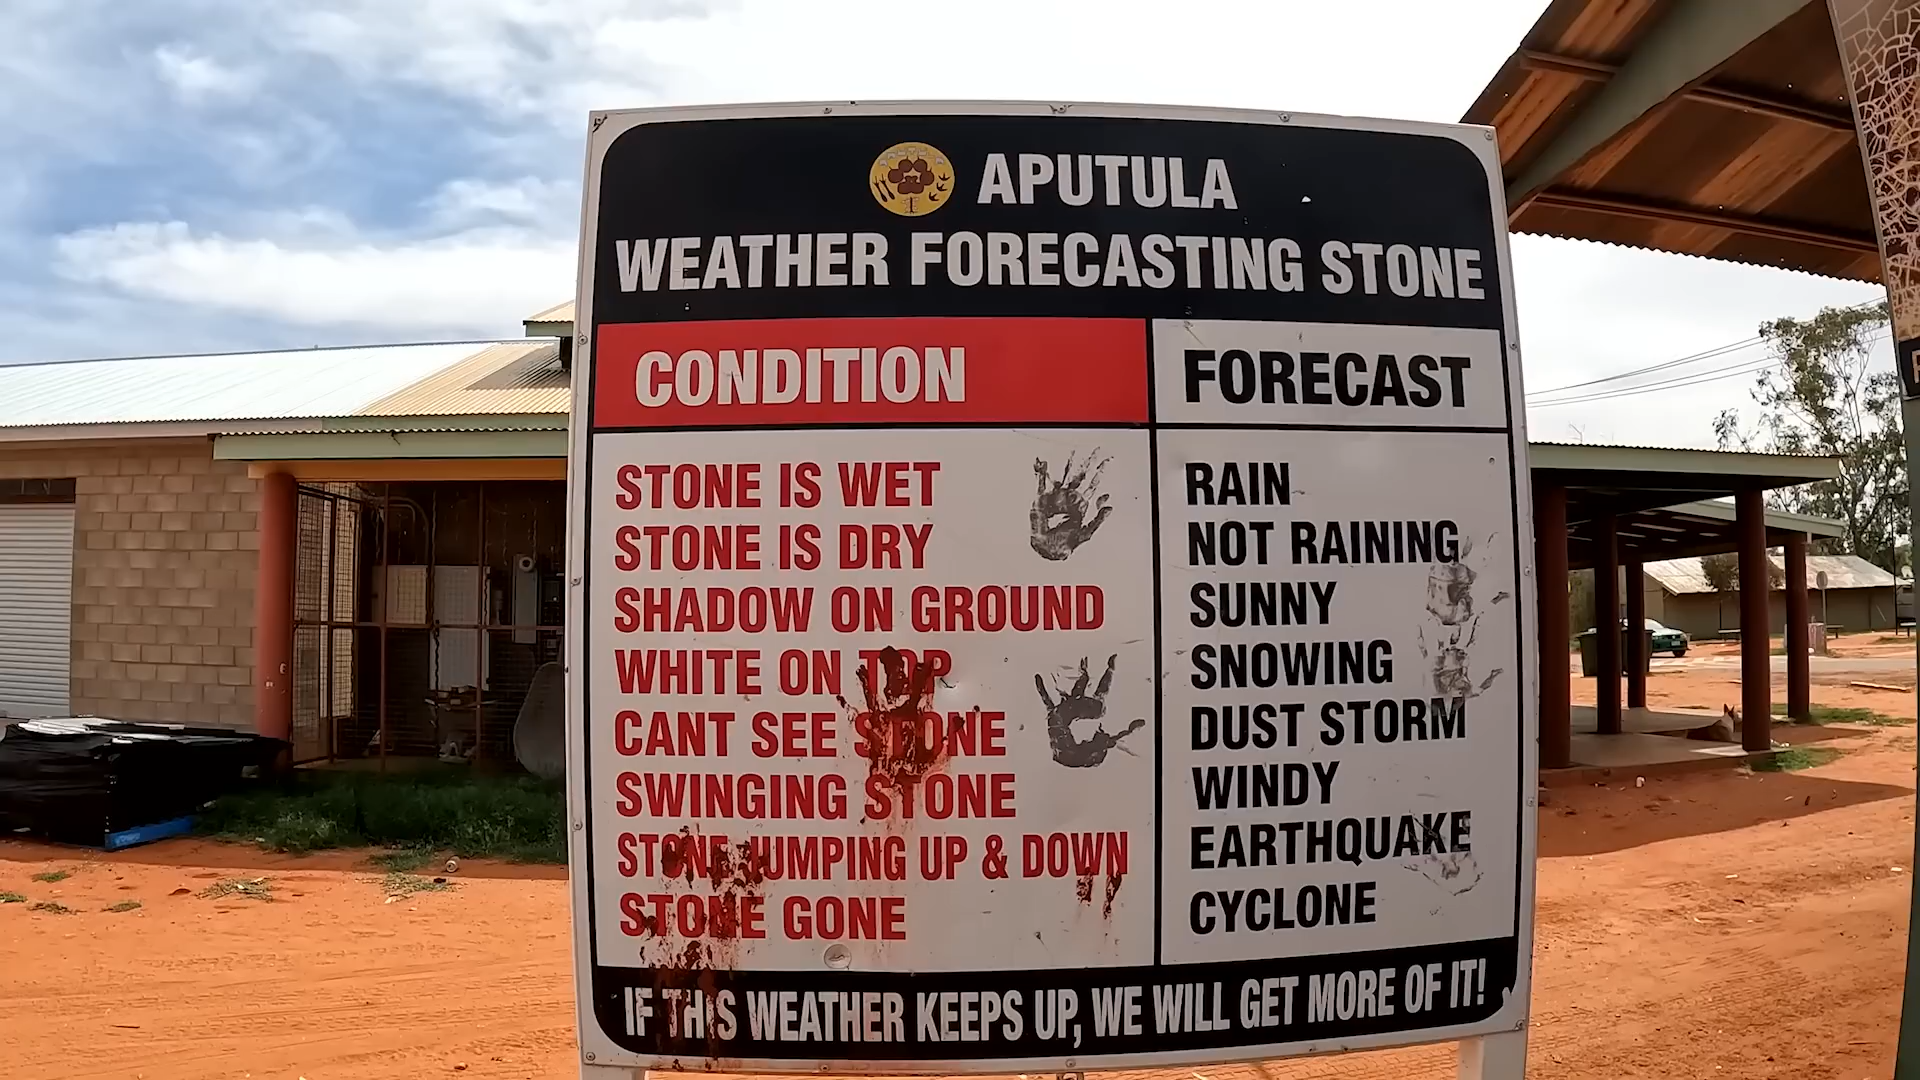 APUTULA
WEATHER FORECASTING STONE
CONDITION FORECAST
STONE IS WET RAIN
STONE IS DRY NOT RAINING
SHADOW ON GROUND SUNNY
WHITE ON TOP SNOWING
CANT SEE STONE DUST STORM
SWINGING STONE WINDY
STONE JUMPING UP & DOWN EARTHQUAKE
STONE GONE CYCLONE
IF THIS WEATHER KEEPS UP, WE WILL GET MORE OF IT!